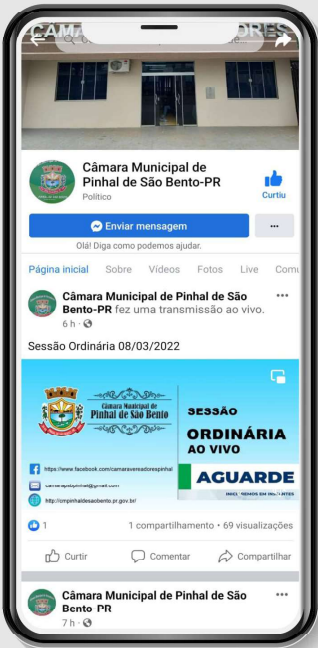 Câmara Municipal de
Pinhal de São Bento-PR
Político
Curtiu
Enviar mensagem
Olá! Diga como podemos ajudar.
Página inicial Sobre Vídeos Fotos Live Comu
Câmara Municipal de Pinhal de São
Bento-PR fez uma transmissão ao vivo.
6 h
Sessão Ordinária 08/03/2022
Câmara Municipal de
Pinhal de São Bento
SESSÃO
ORDINÁRIA
AO VIVO
AGUARDE
https://www.facebook.com/camaravereadorespinhal
http://cmpinhaldesaobento.pr.gov.br/
1
1 compartilhamento • 69 visualizações
Curtir Comentar Compartilhar
Câmara Municipal de Pinhal de São
Bento-PR
7 h